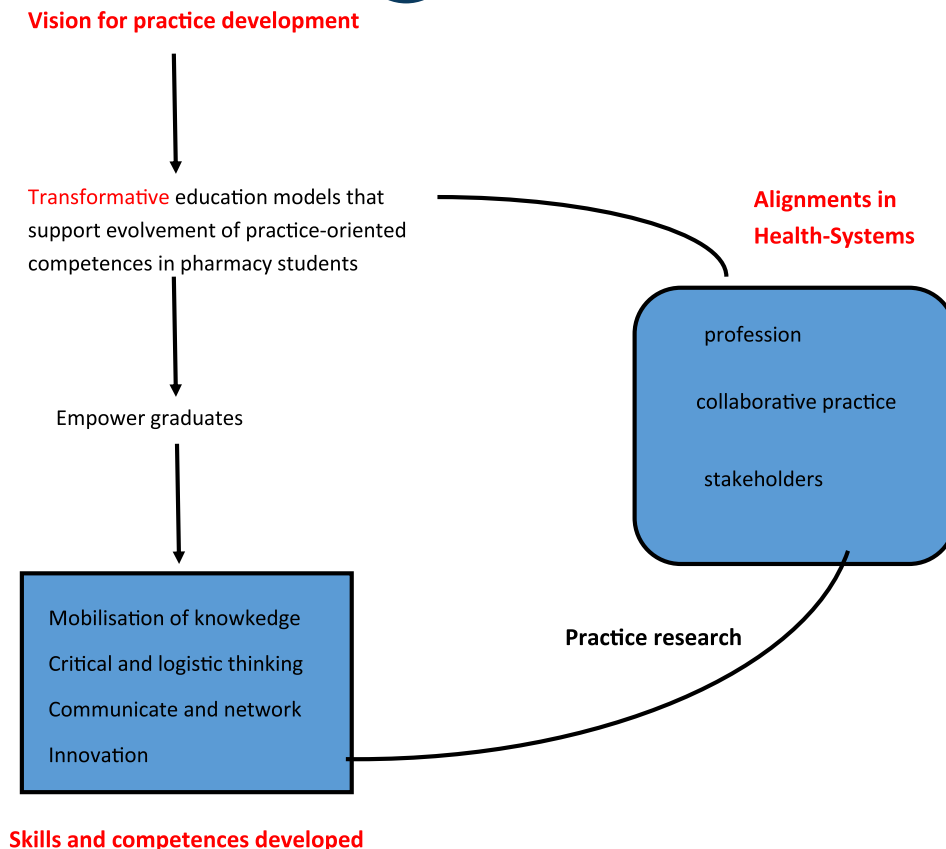 Vision for practice development
Transformative education models that
support evolvement of practice-oriented
competences in pharmacy students
Empower graduates
Mobilisation of knowkedge
Critical and logistic thinking
Communicate and network
Innovation
Skills and competences developed
Alignments in
Health-Systems
profession
collaborative practice
stakeholders
Practice research